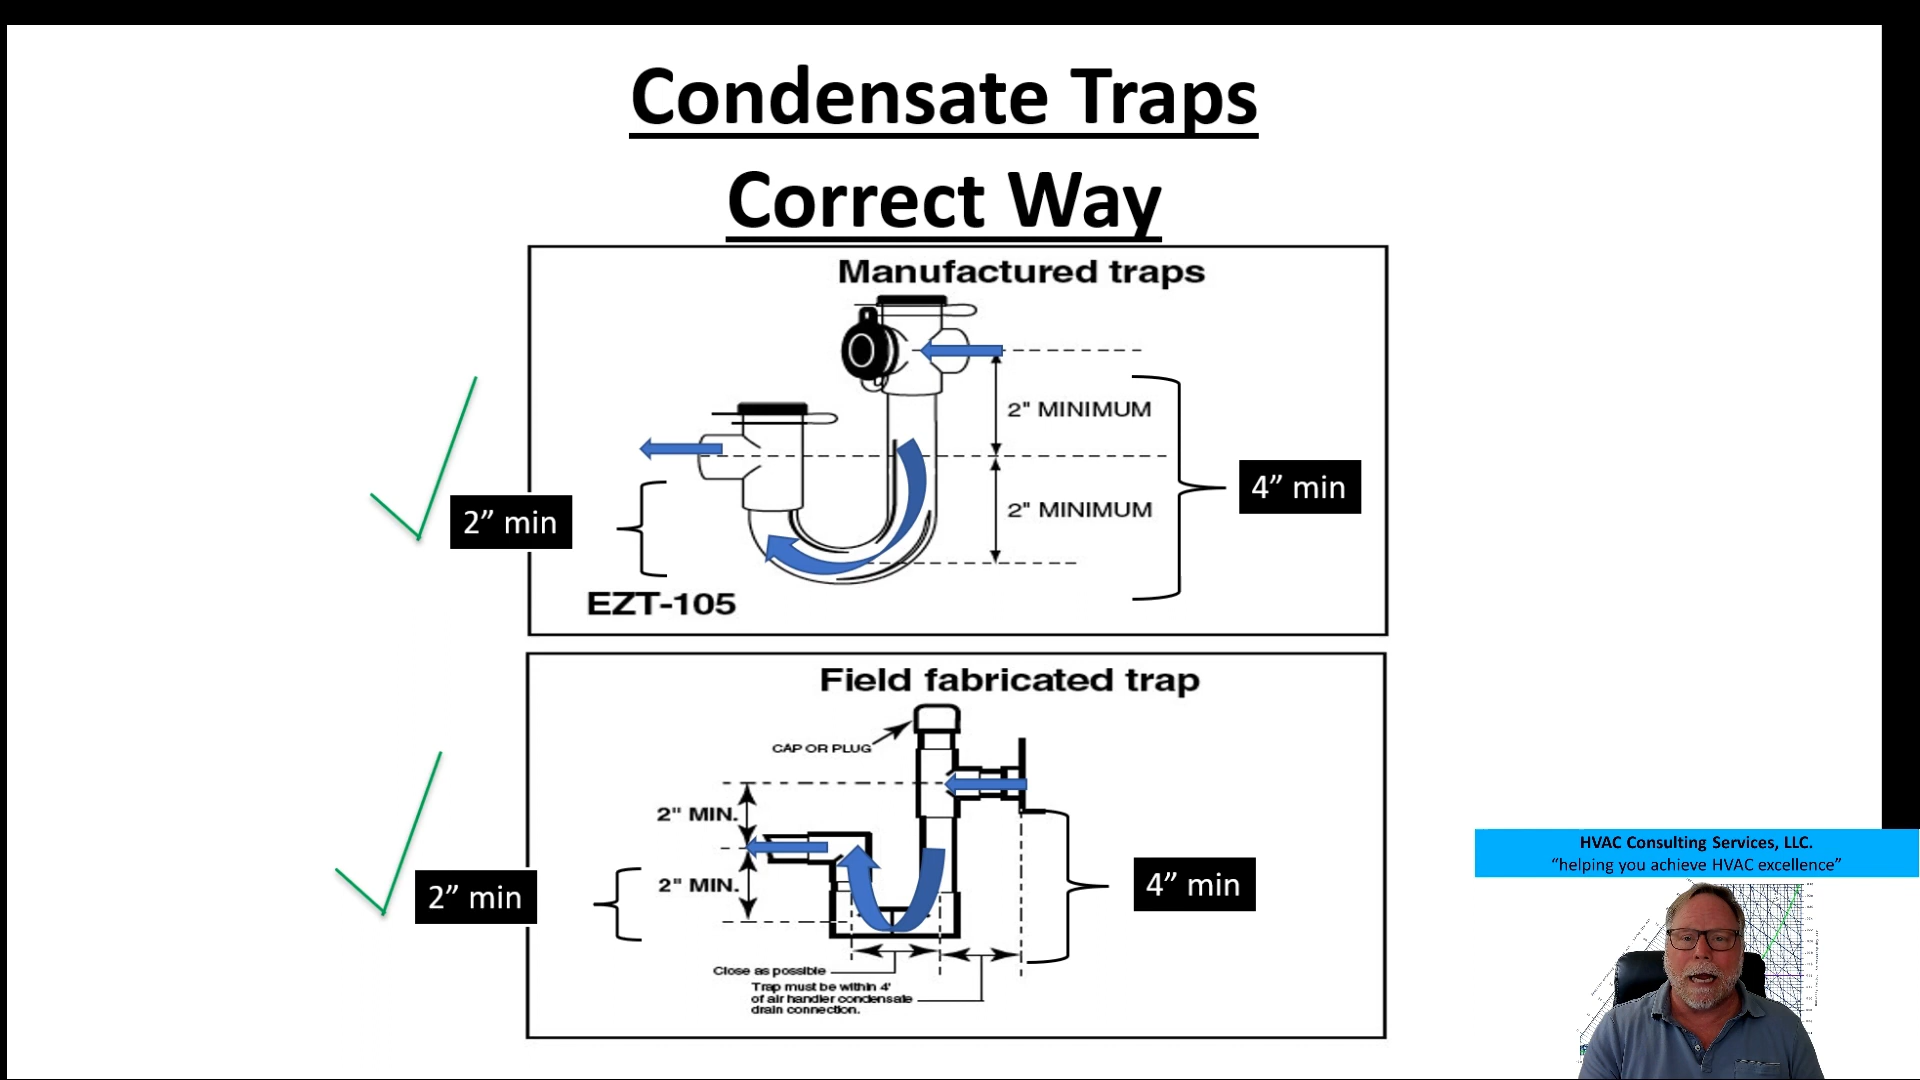 Condensate Traps
Correct Way
Manufactured traps
2" MINIMUM
4” min
2” min
2" MINIMUM
EZT-105
Field fabricated trap
CAP OR PLUG
2" MIN.
2" MIN.
2” min
4” min
Close as possible
Trap must be within 4'
of air handler condensate
drain connection.
HVAC Consulting Services, LLC.
“helping you achieve HVAC excellence”